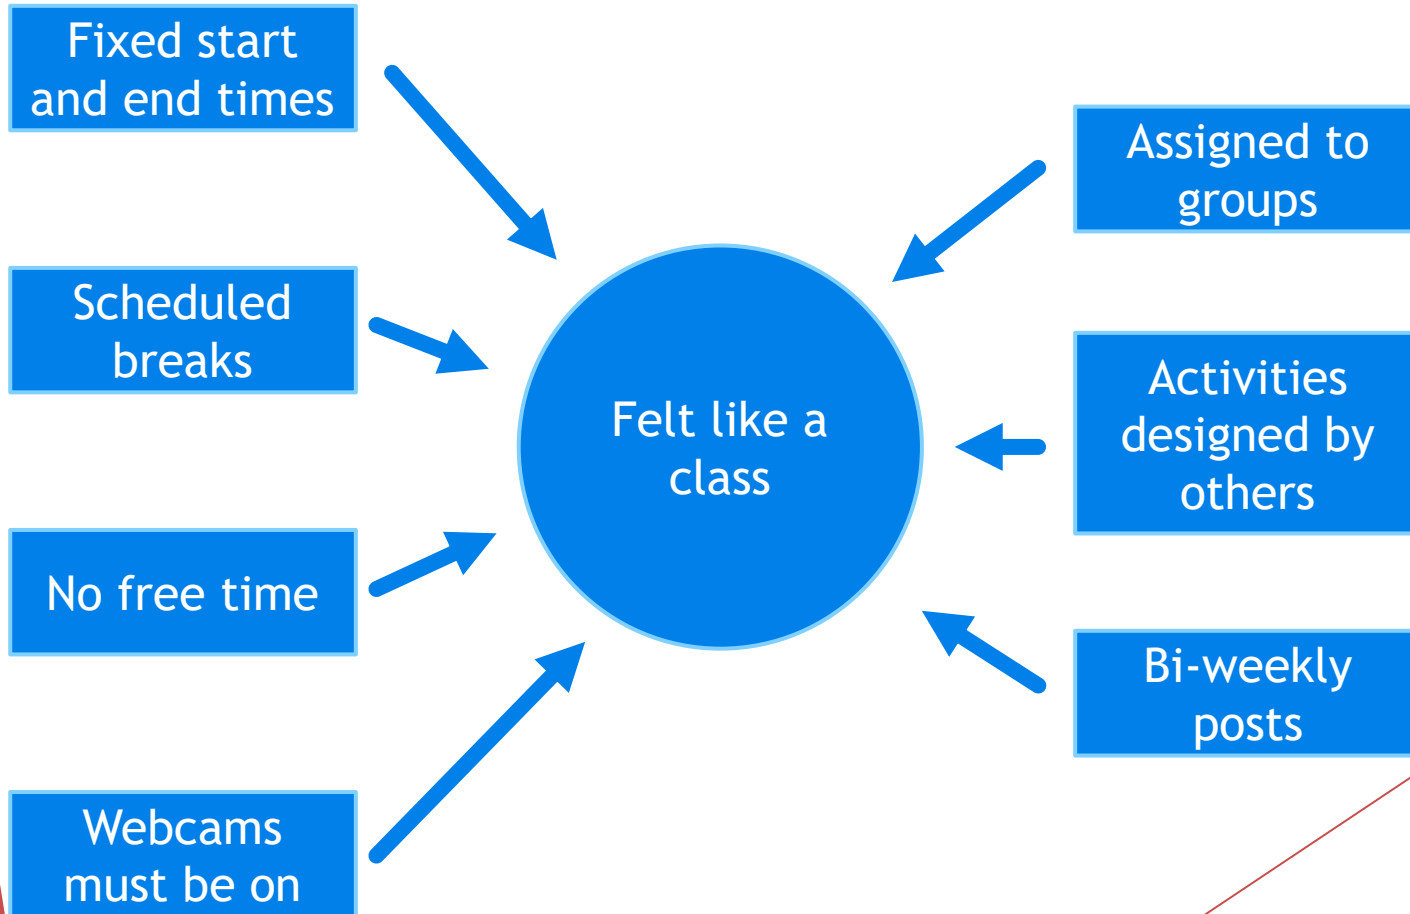 Fixed start
and end times
Scheduled
breaks
No free time
Webcams
must be on
Felt like a
class
Assigned to
groups
Activities
designed by
others
Bi-weekly
posts